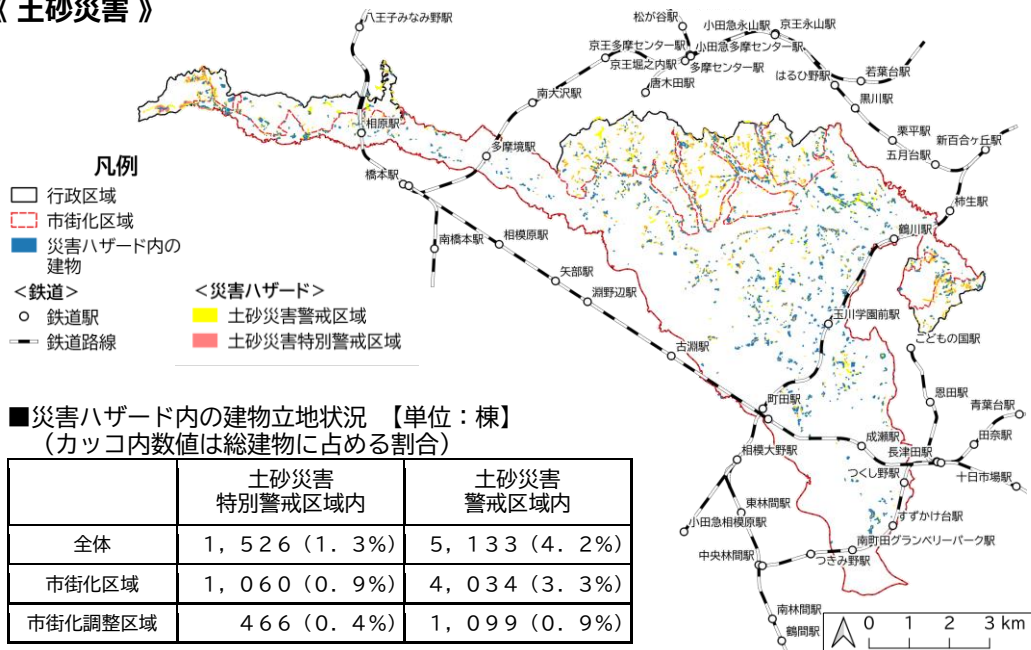 《 土砂災害 》
八王子みなみ野駅
松が谷駅
小田急永山駅
京王永山駅
京王多摩センター駅
小田急多摩センター駅
京王堀之内駅
多摩センター駅
唐木田駅
はるひ野駅
若葉台駅
黒川駅
南大沢駅
栗平駅
新百合ヶ丘駅
五月台駅
相原駅
多摩境駅
橋本駅
柿生駅
鶴川駅
南橋本駅
相模原駅
矢部駅
淵野辺駅
玉川学園前駅
古淵駅
こどもの国駅
恩田駅
青葉台駅
町田駅
成瀬駅
長津田駅
田奈駅
相模大野駅
つくし野駅
十日市場駅
東林間駅
小田急相模原駅
すずかけ台駅
南町田グランベリーパーク駅
中央林間駅
つきみ野駅
南林間駅
鶴間駅
0 1 2 3 km
凡例
行政区域
市街化区域
災害ハザード内の
建物
＜鉄道＞
鉄道駅
鉄道路線
＜災害ハザード＞
土砂災害警戒区域
土砂災害特別警戒区域
■災害ハザード内の建物立地状況 【単位：棟】
（カッコ内数値は総建物に占める割合）
土砂災害
特別警戒区域内
土砂災害
警戒区域内
全体 1，526（1．3%） 5，133（4．2%）
市街化区域 1，060（0．9%） 4，034（3．3%）
市街化調整区域 466（0．4%） 1，099（0．9%）